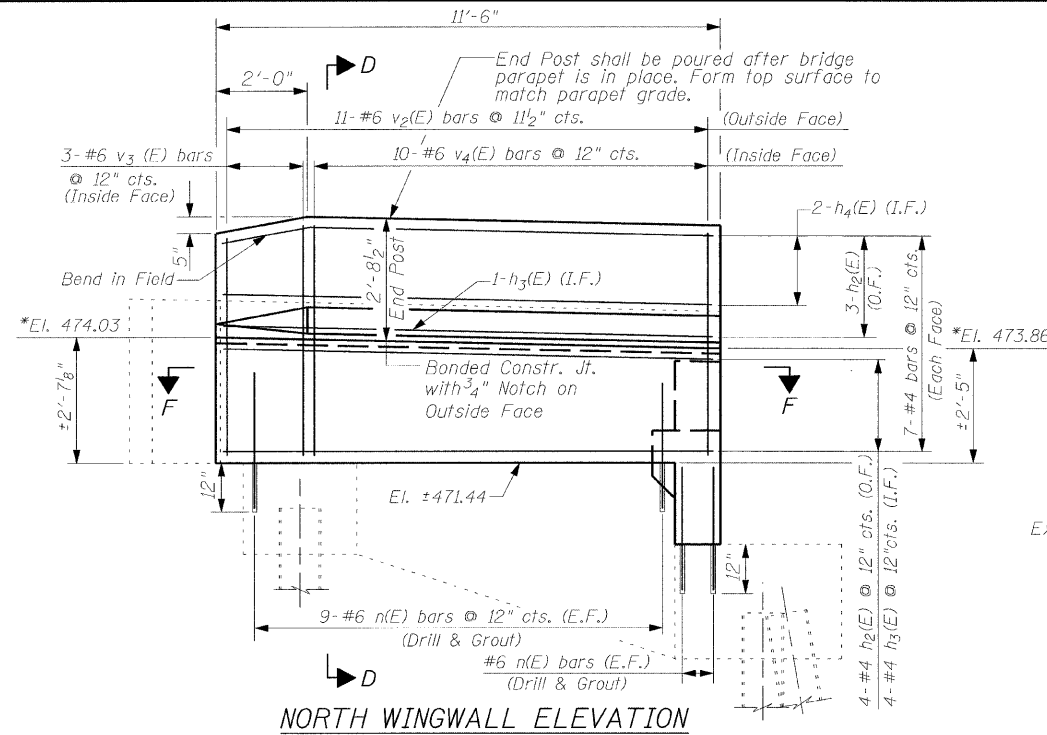 11'-6"
D
End Post shall be poured after bridge
parapet is in place. Form top surface to
match parapet grade.
2'-0"
11-#6 v2(E) bars @ 11½" cts.
(Outside Face)
3-#6 v3 (E) bars
@ 12" cts.
(Inside Face)
10-#6 v4(E) bars @ 12" cts.
(Inside Face)
2-h4(E) (I.F.)
5"
Bend in Field
2'-8½"
End Post
1-h3(E) (I.F.)
3-h2(E)
(O.F.)
7-#4 bars @ 12" cts.
(Each Face)
*El. 474.03
*El. 473.86
±2'-7⅛"
±2'-5"
F
F
Bonded Constr. Jt.
with ¾" Notch on
Outside Face
12"
El. ±471.44
4-#4 h2(E) @ 12" cts. (O.F.)
4-#4 h3(E) @ 12"cts. (I.F.)
12"
9-#6 n(E) bars @ 12" cts. (E.F.)
(Drill & Grout)
#6 n(E) bars (E.F.)
(Drill & Grout)
D
NORTH WINGWALL ELEVATION